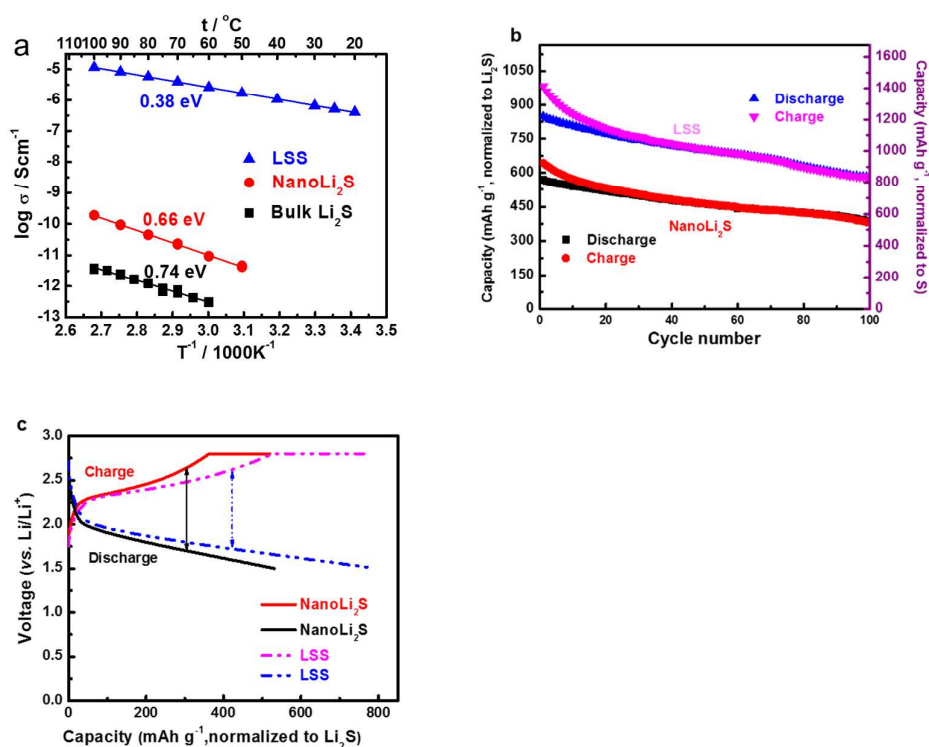 a
t / °C
110 100 90 80 70 60 50 40 30 20
-5
-6
-7
-8
-9
-10
-11
-12
-13
log σ / Scm⁻¹
0.38 eV
LSS
NanoLi₂S
Bulk Li₂S
0.66 eV
0.74 eV
2.6 2.7 2.8 2.9 3.0 3.1 3.2 3.3 3.4 3.5
T⁻¹ / 1000K⁻¹
b
Capacity (mAh g⁻¹, normalized to Li₂S)
1050
900
750
600
450
300
150
0
Discharge
Charge
LSS
NanoLi₂S
Discharge
Charge
0 20 40 60 80 100
Cycle number
1600
1400
1200
1000
800
600
400
200
0
Capacity (mAh g⁻¹, normalized to S)
c
Voltage (vs. Li/Li⁺)
3.0
2.5
2.0
1.5
1.0
0.5
0.0
Charge
Discharge
NanoLi₂S
NanoLi₂S
LSS
LSS
0 200 400 600 800
Capacity (mAh g⁻¹,normalized to Li₂S)